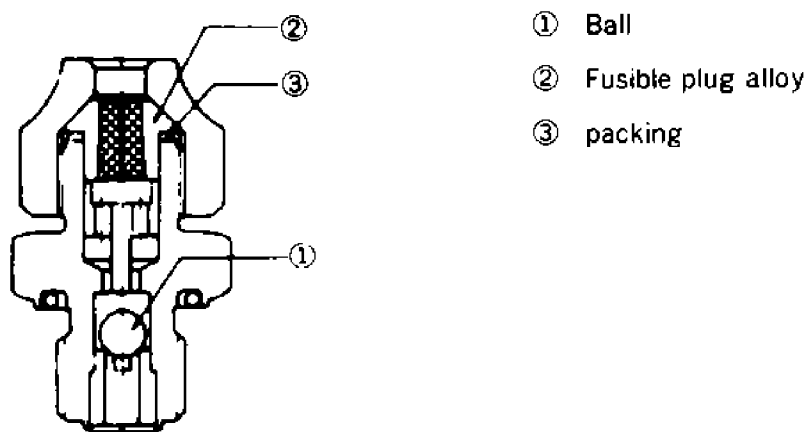 ②
③
①
① Ball
② Fusible plug alloy
③ packing